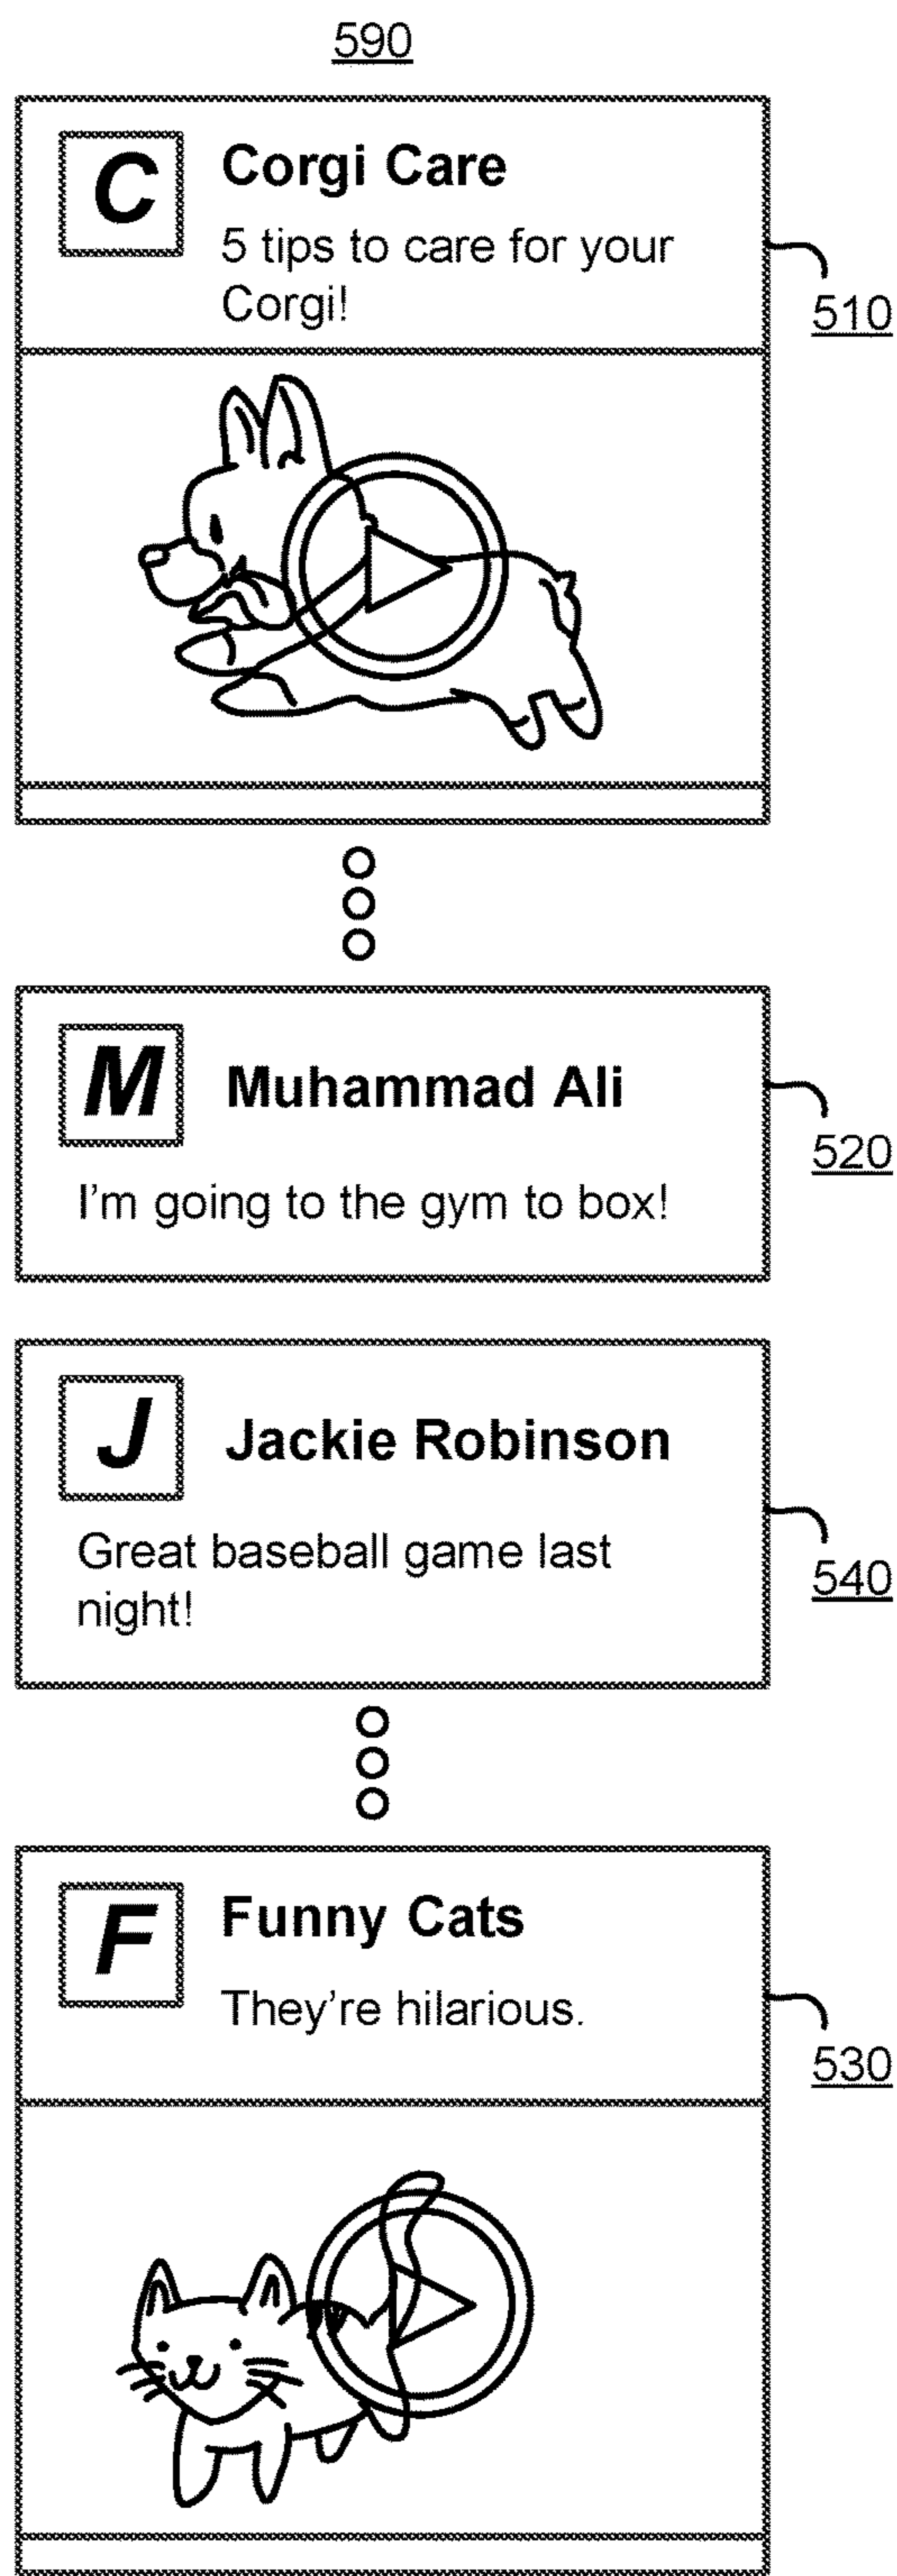 590
C
Corgi Care
5 tips to care for your
Corgi!
510
M
Muhammad Ali
I'm going to the gym to box!
520
J
Jackie Robinson
Great baseball game last
night!
540
F
Funny Cats
They're hilarious.
530